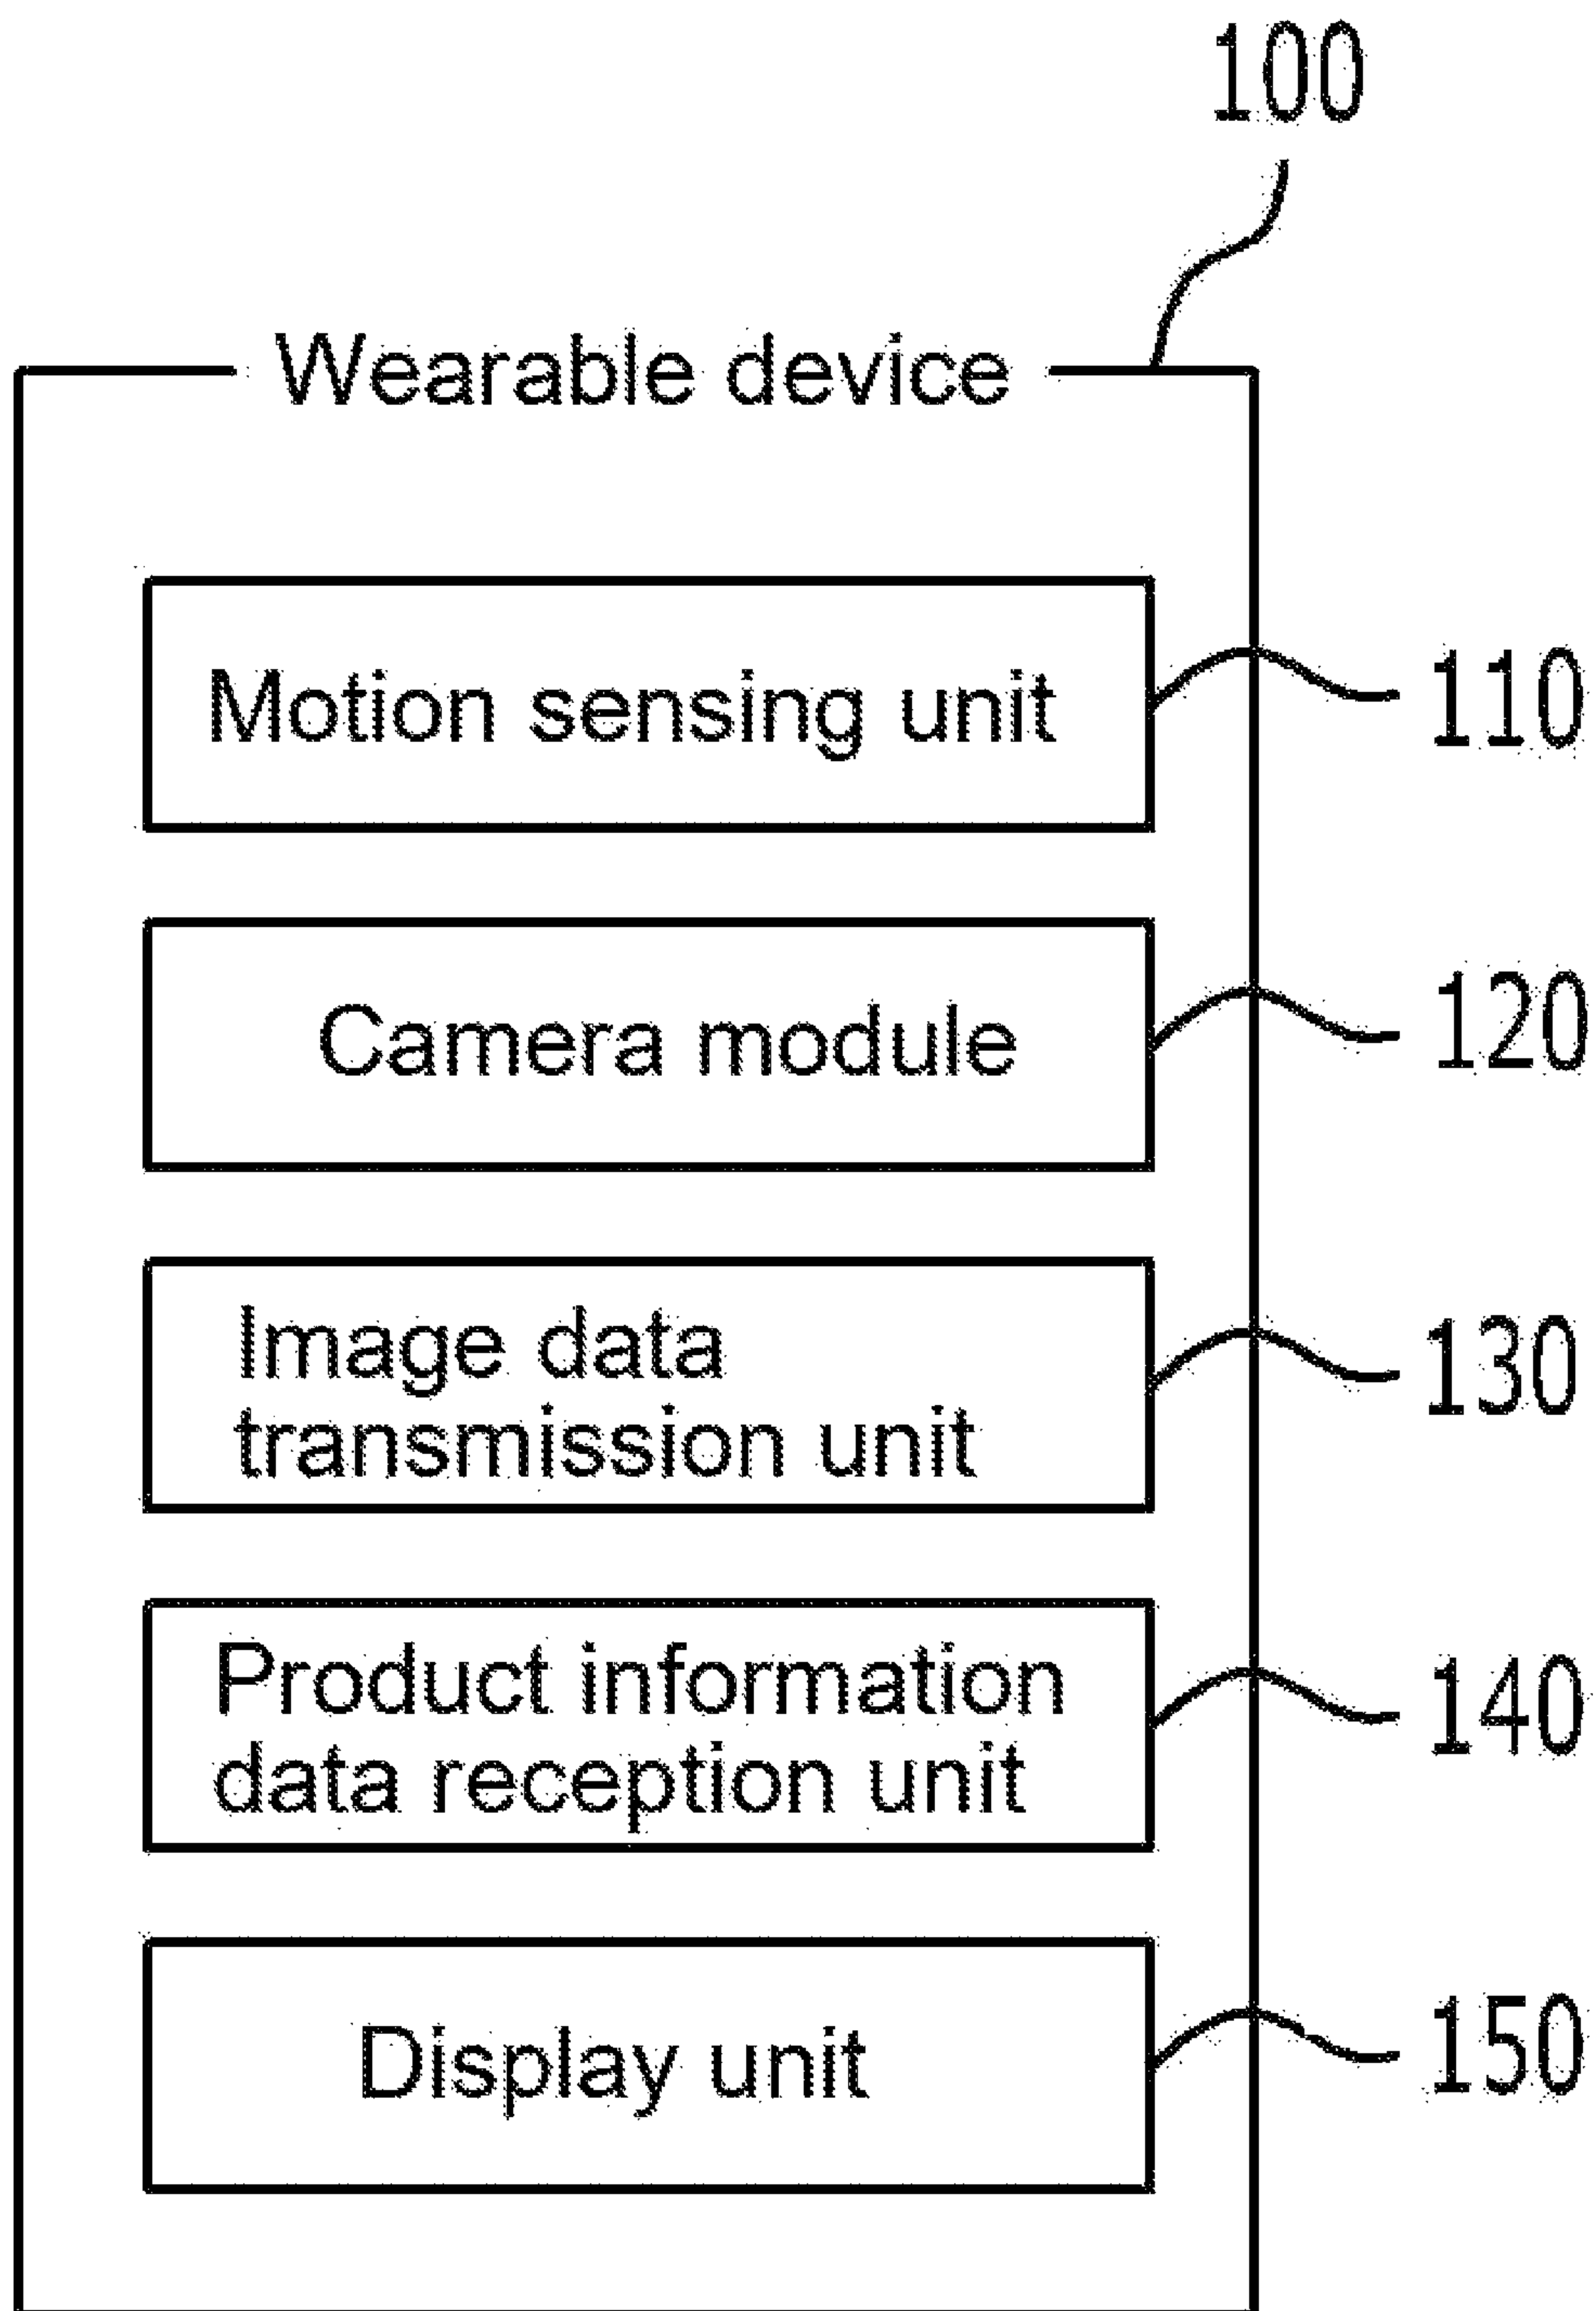 100
Wearable device
Motion sensing unit
110
Camera module
120
Image data
transmission unit
130
Product information
data reception unit
140
Display unit
150